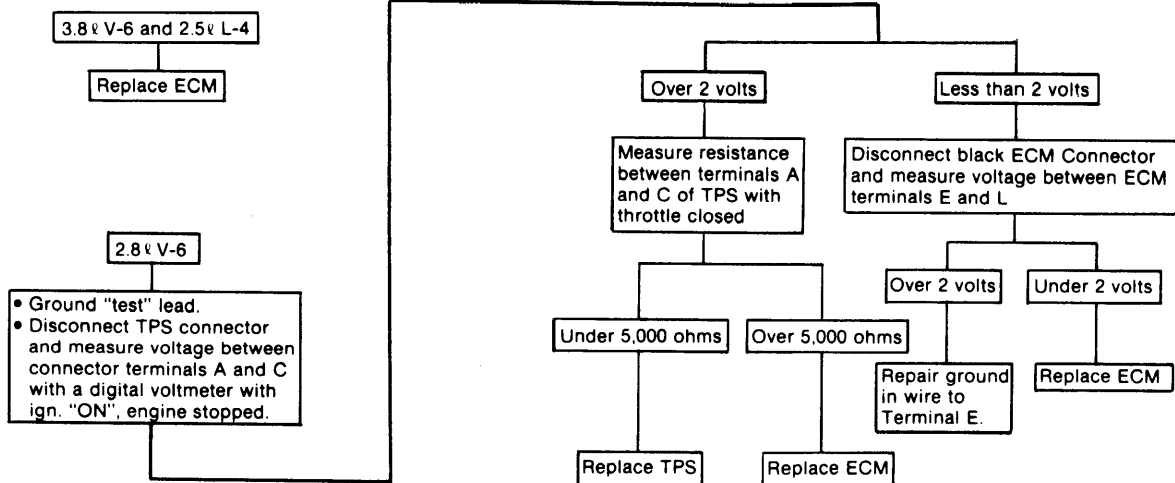 3.8ℓ V-6 and 2.5ℓ L-4
Replace ECM
2.8ℓ V-6
• Ground "test" lead.
• Disconnect TPS connector
and measure voltage between
connector terminals A and C
with a digital voltmeter with
ign. "ON", engine stopped.
Over 2 volts
Less than 2 volts
Measure resistance
between terminals A
and C of TPS with
throttle closed
Disconnect black ECM Connector
and measure voltage between ECM
terminals E and L
Under 5,000 ohms
Over 5,000 ohms
Over 2 volts
Under 2 volts
Repair ground
in wire to
Terminal E.
Replace ECM
Replace TPS
Replace ECM